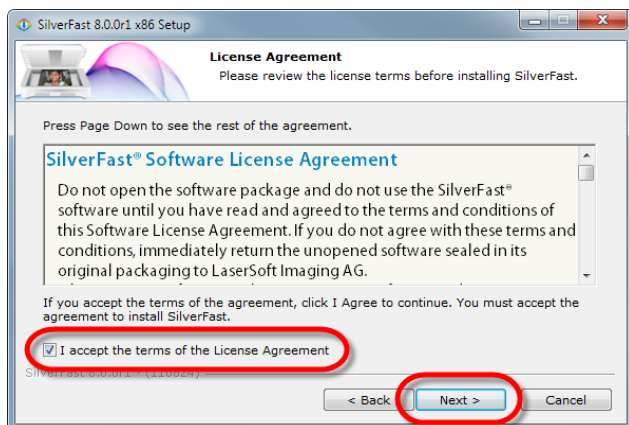 SilverFast 8.0.0r1 x86 Setup
License Agreement
Please review the license terms before installing SilverFast.
Press Page Down to see the rest of the agreement.
SilverFast® Software License Agreement
Do not open the software package and do not use the SilverFast®
software until you have read and agreed to the terms and conditions of
this Software License Agreement. If you do not agree with these terms and
conditions, immediately return the unopened software sealed in its
original packaging to LaserSoft Imaging AG.
If you accept the terms of the agreement, click I Agree to continue. You must accept the
agreement to install SilverFast.
I accept the terms of the License Agreement
SilverFast 8.0.0r1 - (110824)
< Back
Next >
Cancel